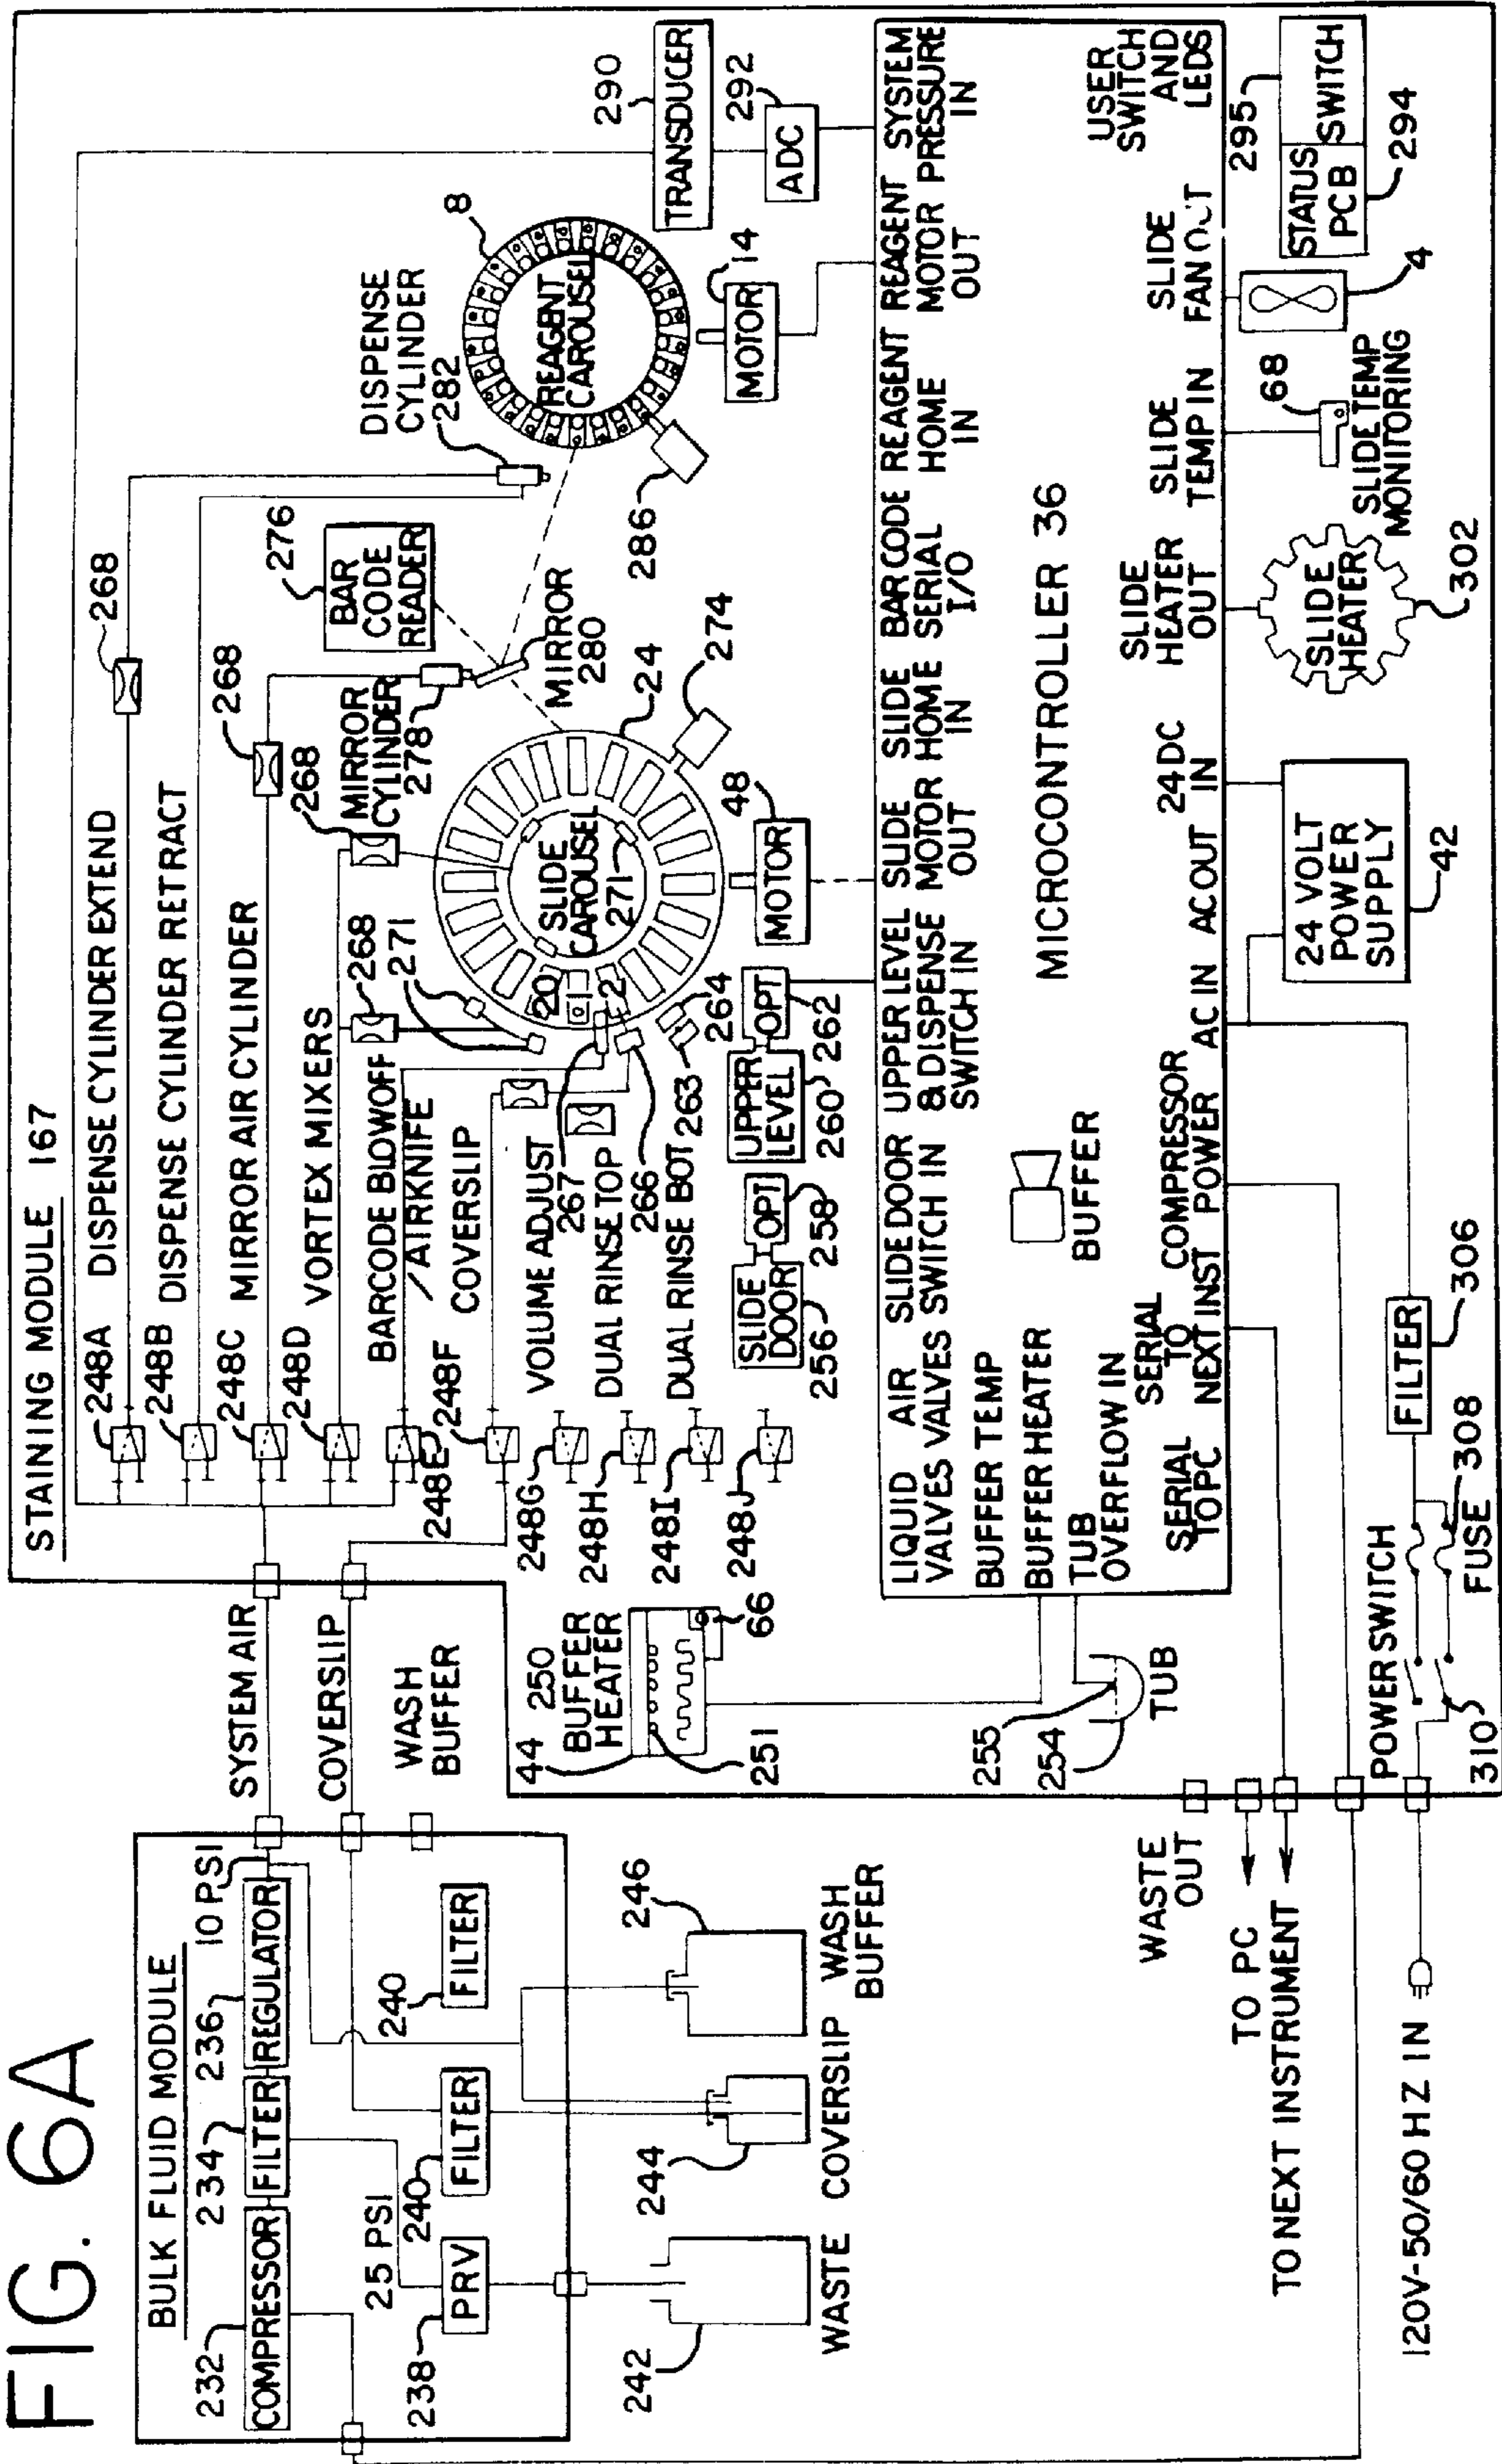 FIG. 6A
BULK FLUID MODULE
232
234
236
10 PSI
COMPRESSOR
FILTER
REGULATOR
25 PSI
240
240
238
PRV
FILTER
FILTER
242
244
246
WASTE
COVERSLIP
WASH
BUFFER
SYSTEM AIR
COVERSLIP
WASH
BUFFER
STAINING MODULE 167
248A
DISPENSE CYLINDER EXTEND
248B
DISPENSE CYLINDER RETRACT
248C
MIRROR AIR CYLINDER
248D
VORTEX MIXERS
BARCODE BLOWOFF
/AIRKNIFE
248E
248F
COVERSLIP
248G
VOLUME ADJUST
248H
DUAL RINSE TOP
248I
DUAL RINSE BOT
248J
268
268
268
268
271
267
266
263
264
20
1
2
SLIDE
CAROUSEL
271
24
274
MIRROR
CYLINDER
278
MIRROR
280
276
BAR
CODE
READER
DISPENSE
CYLINDER
282
8
REAGENT
CAROUSEL
286
MOTOR
14
290
TRANSDUCER
292
ADC
MOTOR
48
SLIDE
DOOR
OPT
256
258
UPPER
LEVEL
OPT
260
262
44
250
BUFFER
HEATER
251
66
255
254
TUB
LIQUID
VALVES
AIR
VALVES
SLIDE DOOR
SWITCH IN
UPPER LEVEL
& DISPENSE
SWITCH IN
SLIDE
MOTOR
OUT
SLIDE
HOME
IN
BAR CODE
SERIAL
I/O
REAGENT
HOME
IN
REAGENT
MOTOR
OUT
SYSTEM
PRESSURE
IN
BUFFER TEMP
BUFFER HEATER
TUB
OVERFLOW IN
BUFFER
MICROCONTROLLER 36
USER
SWITCH
AND
LEDS
SERIAL
TO PC
SERIAL
TO
NEXT INST
COMPRESSOR
POWER
AC IN
AC OUT
24DC
IN
SLIDE
HEATER
OUT
SLIDE
TEMP IN
SLIDE
FAN OUT
WASTE
OUT
TO PC
TO NEXT INSTRUMENT
120V-50/60 HZ IN
POWER SWITCH
310
FUSE
308
FILTER
306
24 VOLT
POWER
SUPPLY
42
SLIDE
HEATER
302
68
SLIDE TEMP
MONITORING
4
STATUS
PCB
SWITCH
295
294